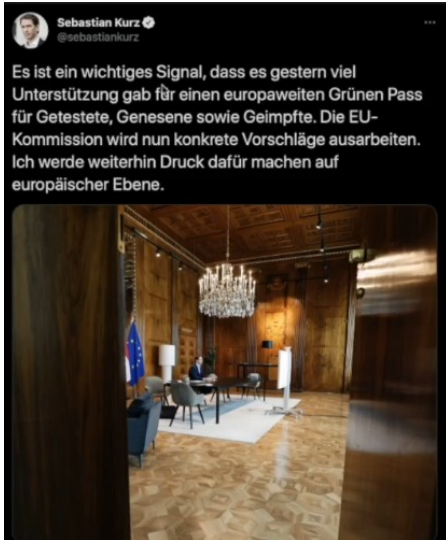 Sebastian Kurz
@sebastiankurz
Es ist ein wichtiges Signal, dass es gestern viel
Unterstützung gab für einen europaweiten Grünen Pass
für Getestete, Genesene sowie Geimpfte. Die EU-
Kommission wird nun konkrete Vorschläge ausarbeiten.
Ich werde weiterhin Druck dafür machen auf
europäischer Ebene.